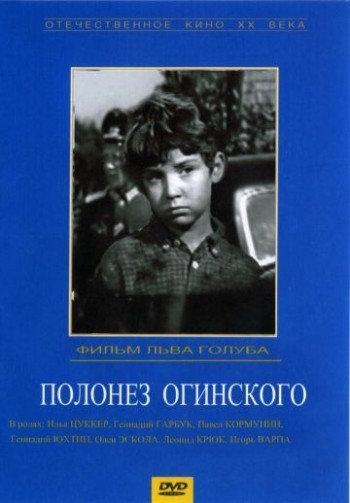 ОТЕЧЕСТВЕННОЕ КИНО XX ВЕКА
ФИЛЬМ ЛЬВА ГОЛУБА
ПОЛОНЕЗ ОГИНСКОГО
В ролях: Илья ЦУККЕР, Геннадий ГАРБУК, Павел КОРМУНИН,
Геннадий ЮХТИН, Олев ЭСКОЛА, Леонид КРЮК, Игорь ВАРПА
DVD